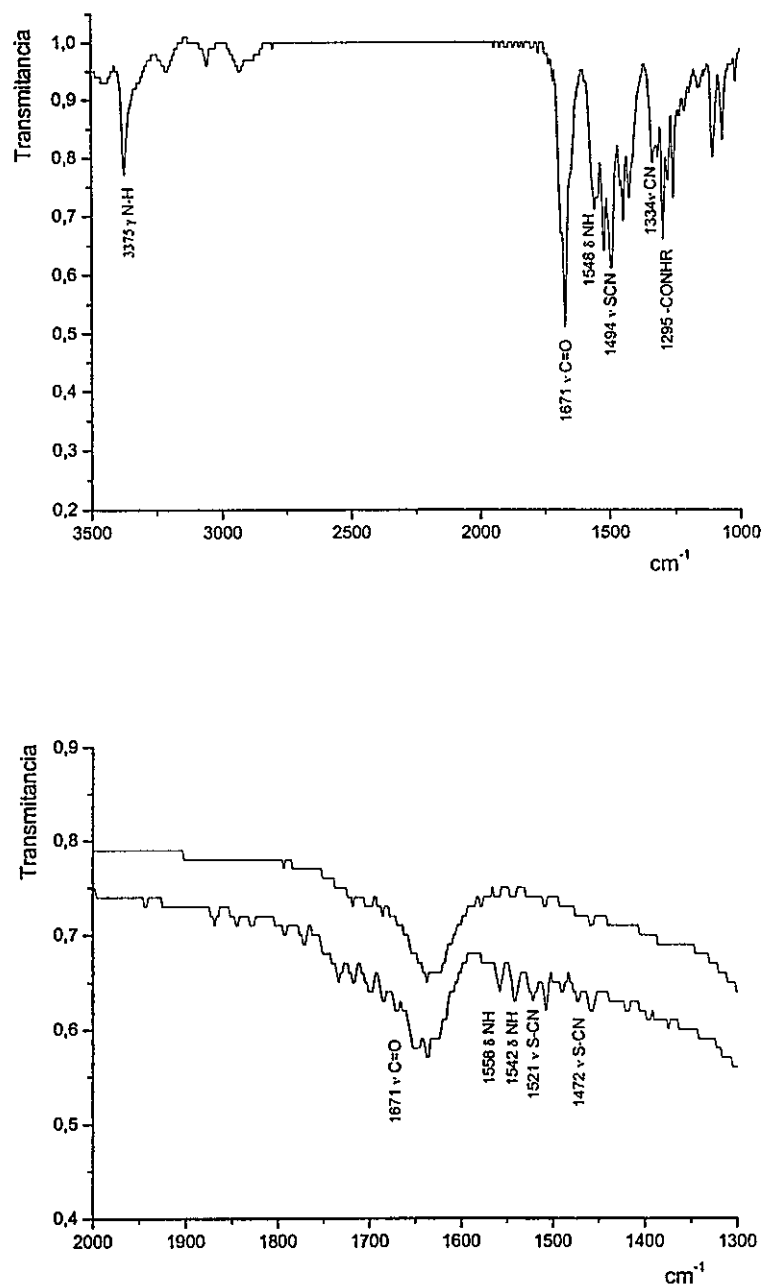 Transmitancia
1,0
0,9
0,8
0,7
0,6
0,5
0,4
0,3
0,2
3375 γ N-H
1671 ν C=O
1548 δ NH
1494 ν SCN
1334ν CN
1295 -CONHR
3500
3000
2500
2000
1500
1000
cm-1
Transmitancia
0,9
0,8
0,7
0,6
0,5
0,4
1671 ν C=O
1558 δ NH
1542 δ NH
1521 ν S-CN
1472 ν S-CN
2000
1900
1800
1700
1600
1500
1400
1300
cm-1